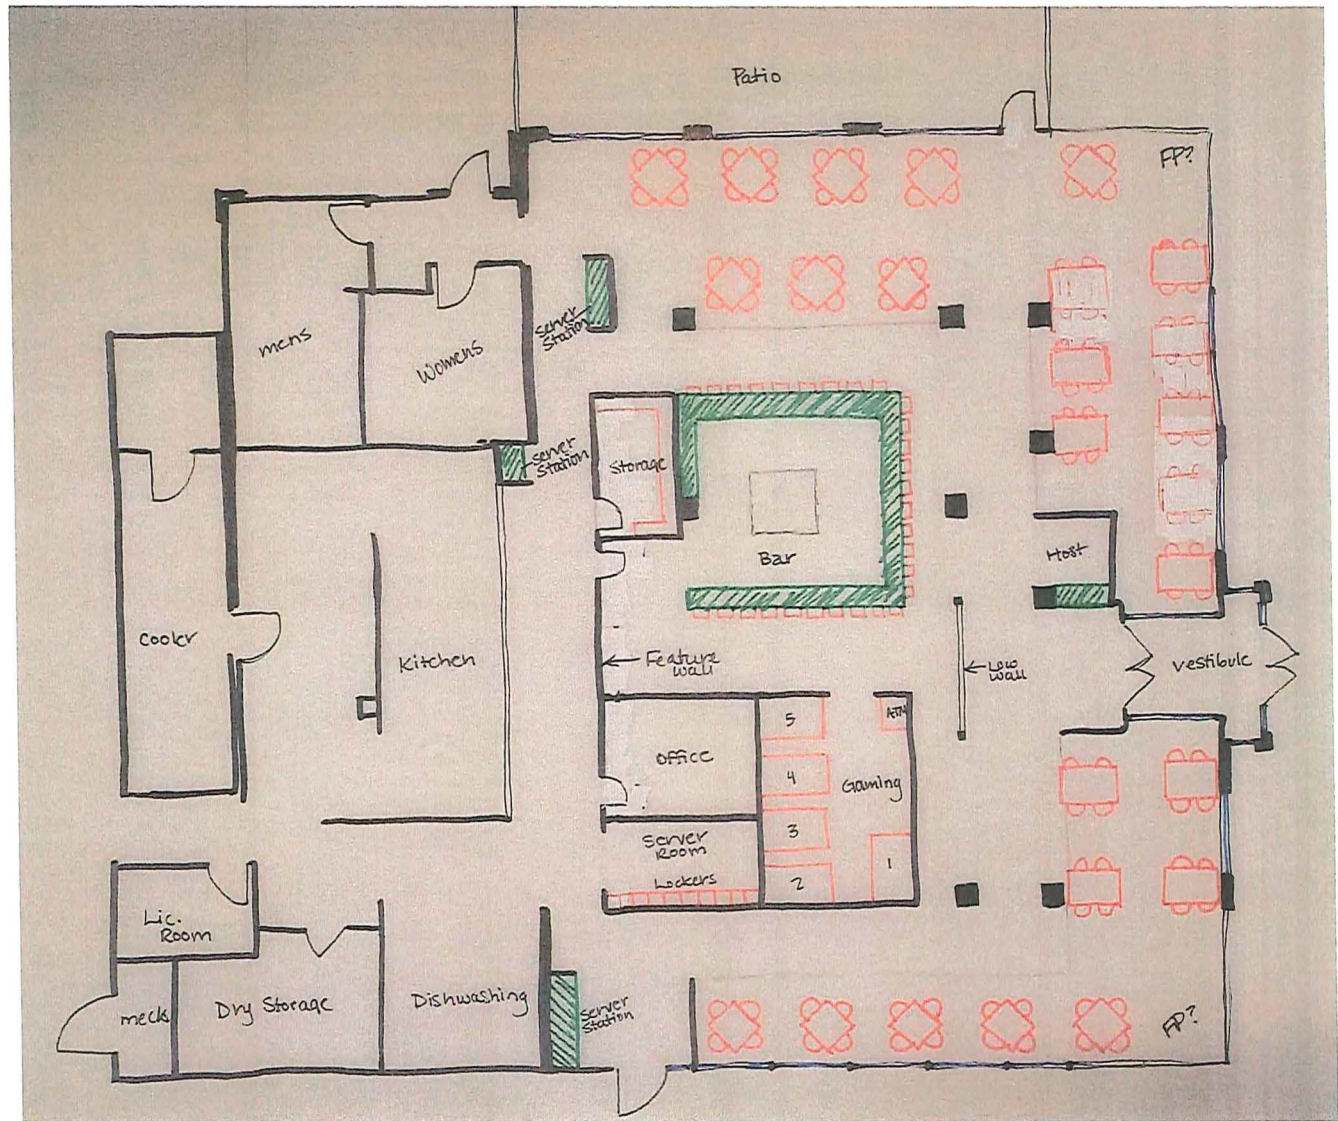 Patio
FP?
mens
Womens
Server
Station
Server
Station
Storage
Bar
Host
Cooler
Kitchen
Feature
wall
Low
wall
Vestibule
5
ATM
Office
4
Gaming
3
Server
Room
1
Lockers
2
Lic.
Room
mech
Dry Storage
Dishwashing
Server
Station
FP?